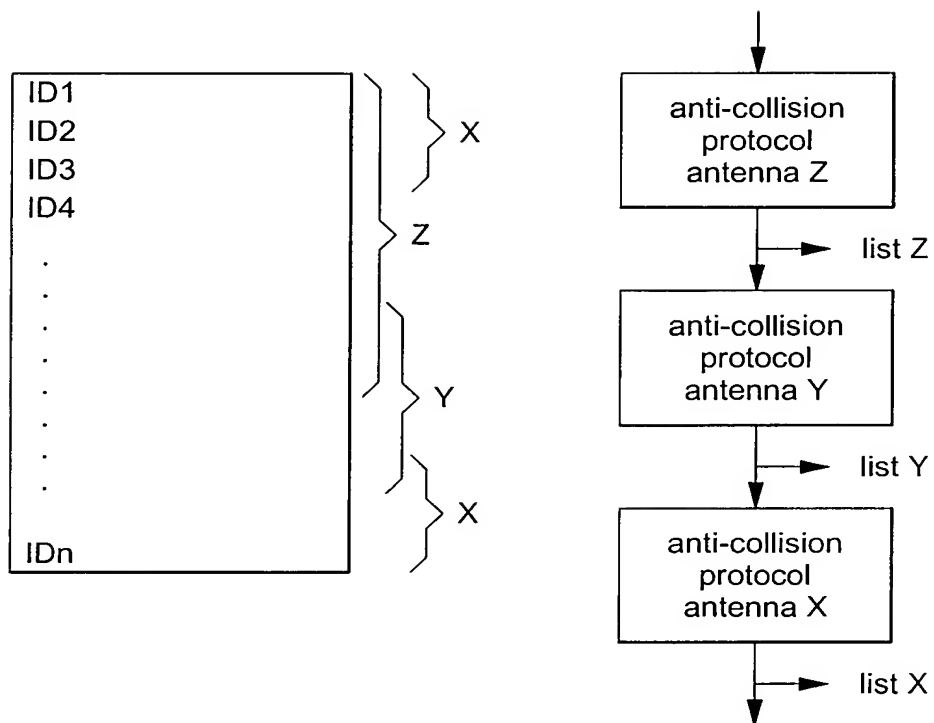 ID1
ID2
ID3
ID4
.
.
.
.
.
.
.
.
IDn
X
Z
Y
X
anti-collision
protocol
antenna Z
list Z
anti-collision
protocol
antenna Y
list Y
anti-collision
protocol
antenna X
list X